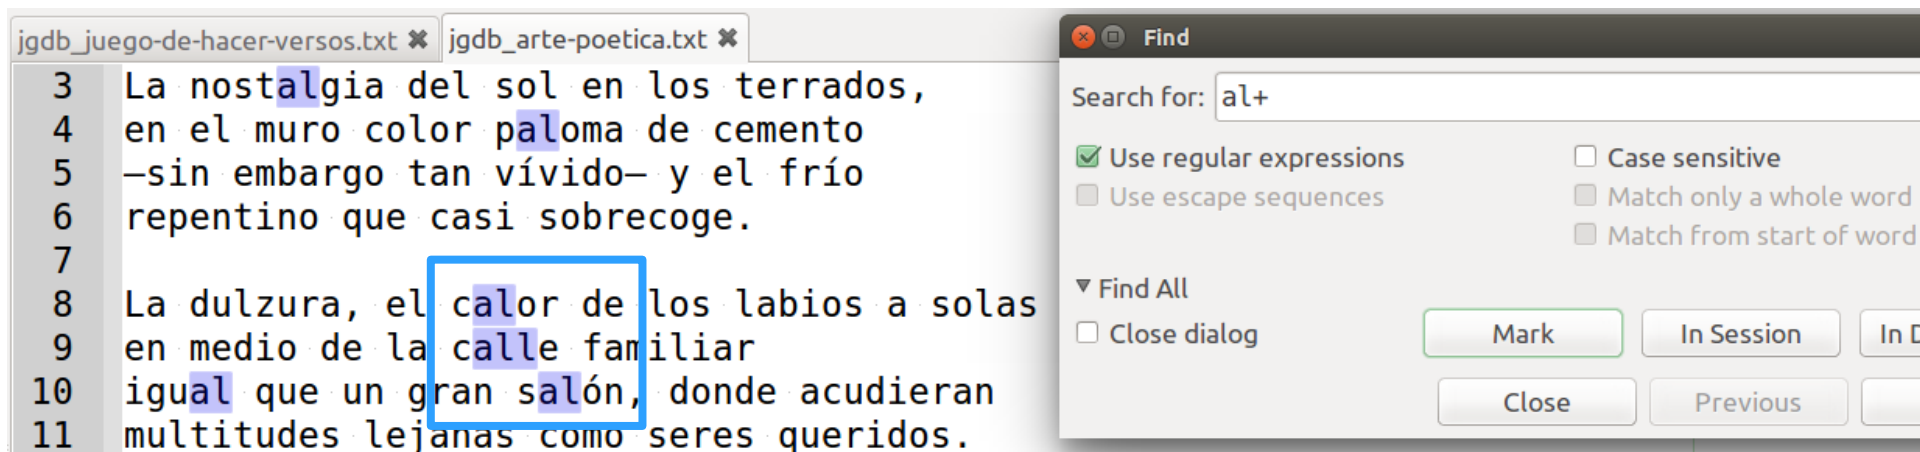 jgdb_juego-de-hacer-versos.txt ✖ jgdb_arte-poetica.txt ✖
3 La nostalgia del sol en los terrados,
4 en el muro color paloma de cemento
5 —sin embargo tan vívido— y el frío
6 repentino que casi sobrecoge.
7
8 La dulzura, el calor de los labios a solas
9 en medio de la calle familiar
10 igual que un gran salón, donde acudieran
11 multitudes lejanas como seres queridos.
Find
Search for: al+
Use regular expressions
Case sensitive
Use escape sequences
Match only a whole word
Match from start of word
Find All
Close dialog
Mark
In Session
In
Close
Previous